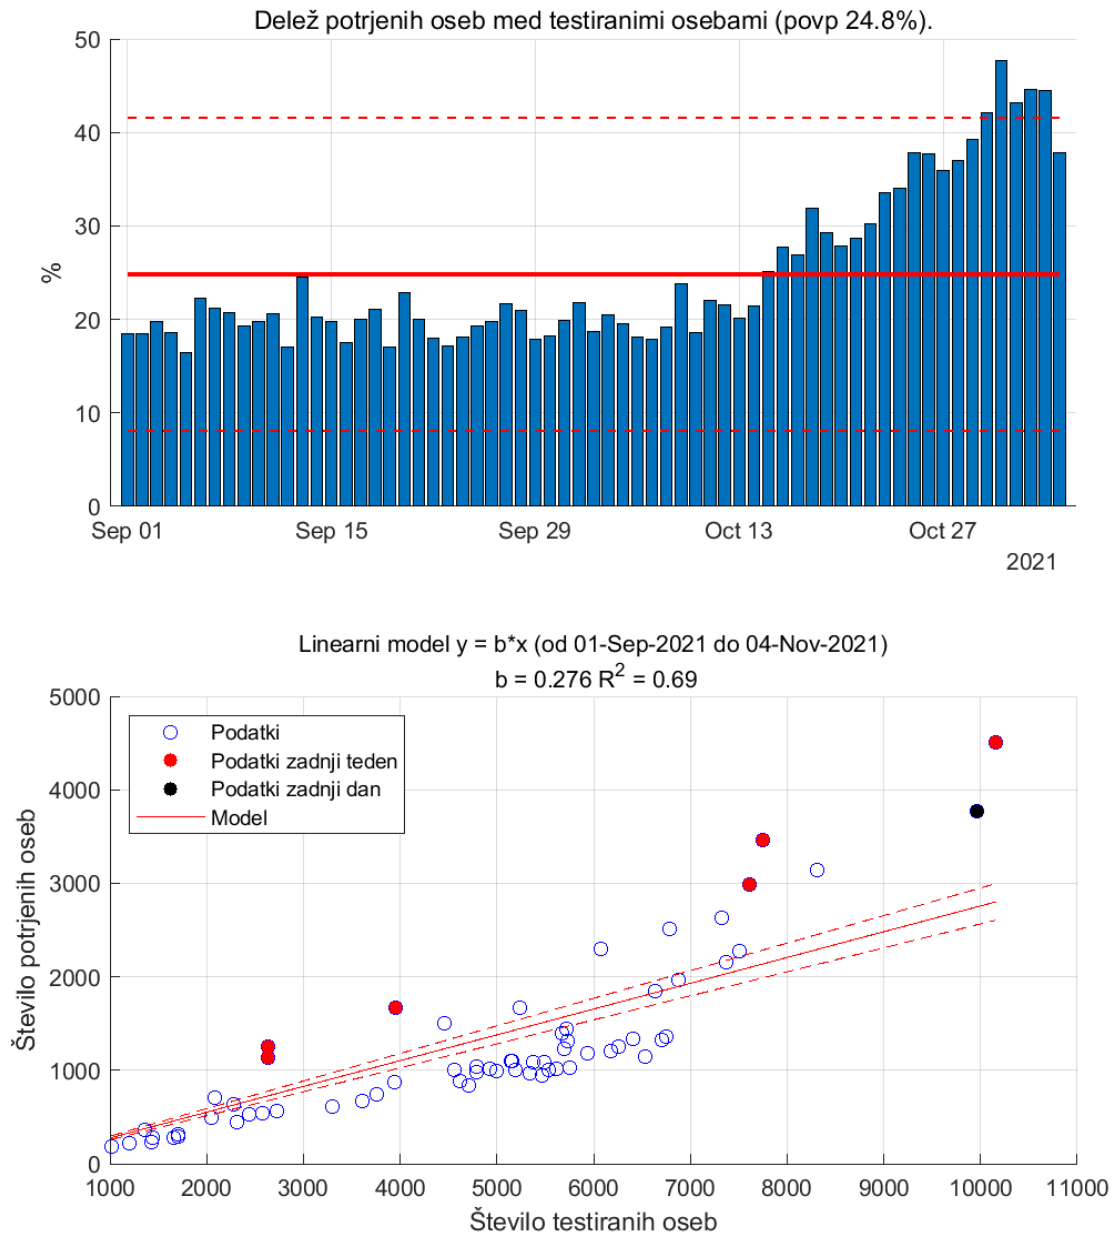 Delež potrjenih oseb med testiranimi osebami (povp 24.8%).
50
40
30
20
10
0
%
Sep 01 Sep 15 Sep 29 Oct 13 Oct 27
2021
Linearni model y = b*x (od 01-Sep-2021 do 04-Nov-2021)
b = 0.276 R² = 0.69
5000
4000
3000
2000
1000
0
Število potrjenih oseb
Podatki
Podatki zadnji teden
Podatki zadnji dan
Model
1000 2000 3000 4000 5000 6000 7000 8000 9000 10000 11000
Število testiranih oseb